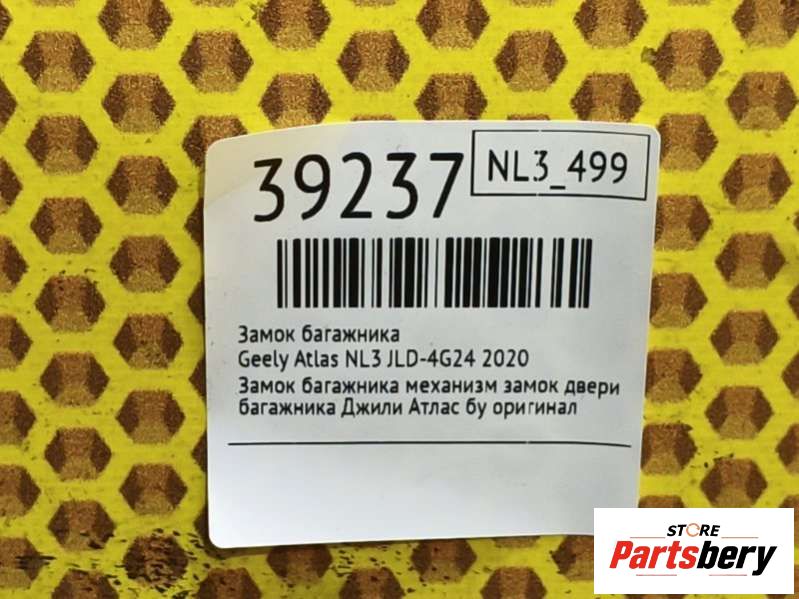 39237
NL3_499
Замок багажника
Geely Atlas NL3 JLD-4G24 2020
Замок багажника механизм замок двери
багажника Джили Атлас бу оригинал
STORE
Partsbery